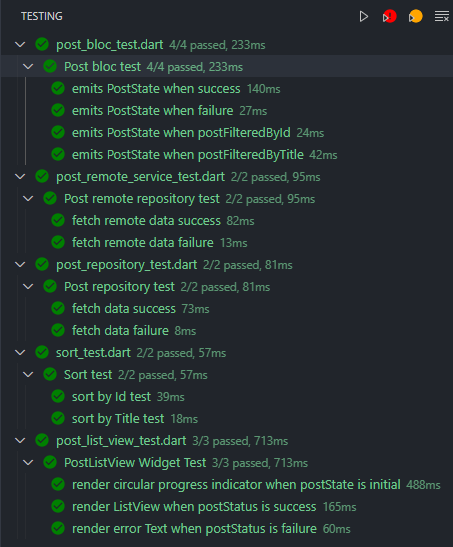 TESTING
post_bloc_test.dart 4/4 passed, 233ms
Post bloc test 4/4 passed, 233ms
emits PostState when success 140ms
emits PostState when failure 27ms
emits PostState when postFilteredById 24ms
emits PostState when postFilteredByTitle 42ms
post_remote_service_test.dart 2/2 passed, 95ms
Post remote repository test 2/2 passed, 95ms
fetch remote data success 82ms
fetch remote data failure 13ms
post_repository_test.dart 2/2 passed, 81ms
Post repository test 2/2 passed, 81ms
fetch data success 73ms
fetch data failure 8ms
sort_test.dart 2/2 passed, 57ms
Sort test 2/2 passed, 57ms
sort by Id test 39ms
sort by Title test 18ms
post_list_view_test.dart 3/3 passed, 713ms
PostListView Widget Test 3/3 passed, 713ms
render circular progress indicator when postState is initial 488ms
render ListView when postStatus is success 165ms
render error Text when postStatus is failure 60ms